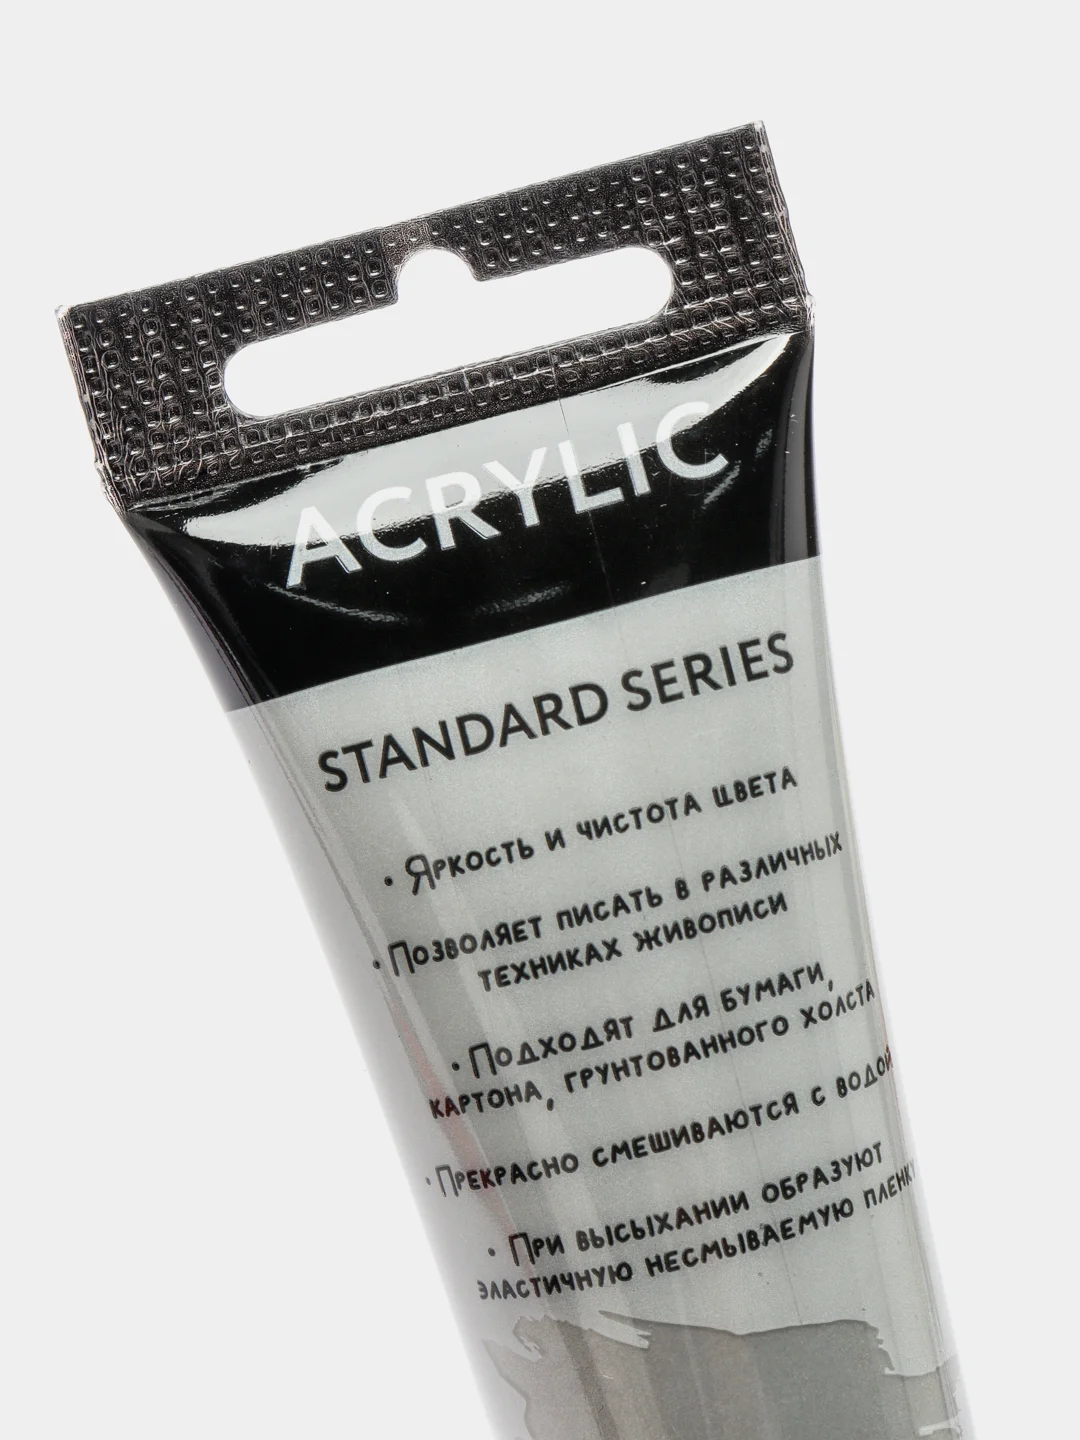 ACRYLIC
STANDARD SERIES
• Яркость и чистота цвета
• Позволяет писать в различных
техниках живописи
• Подходят для бумаги,
картона, грунтованного холста
• Прекрасно смешиваются с водой
• При высыхании образуют
эластичную несмываемую пленку